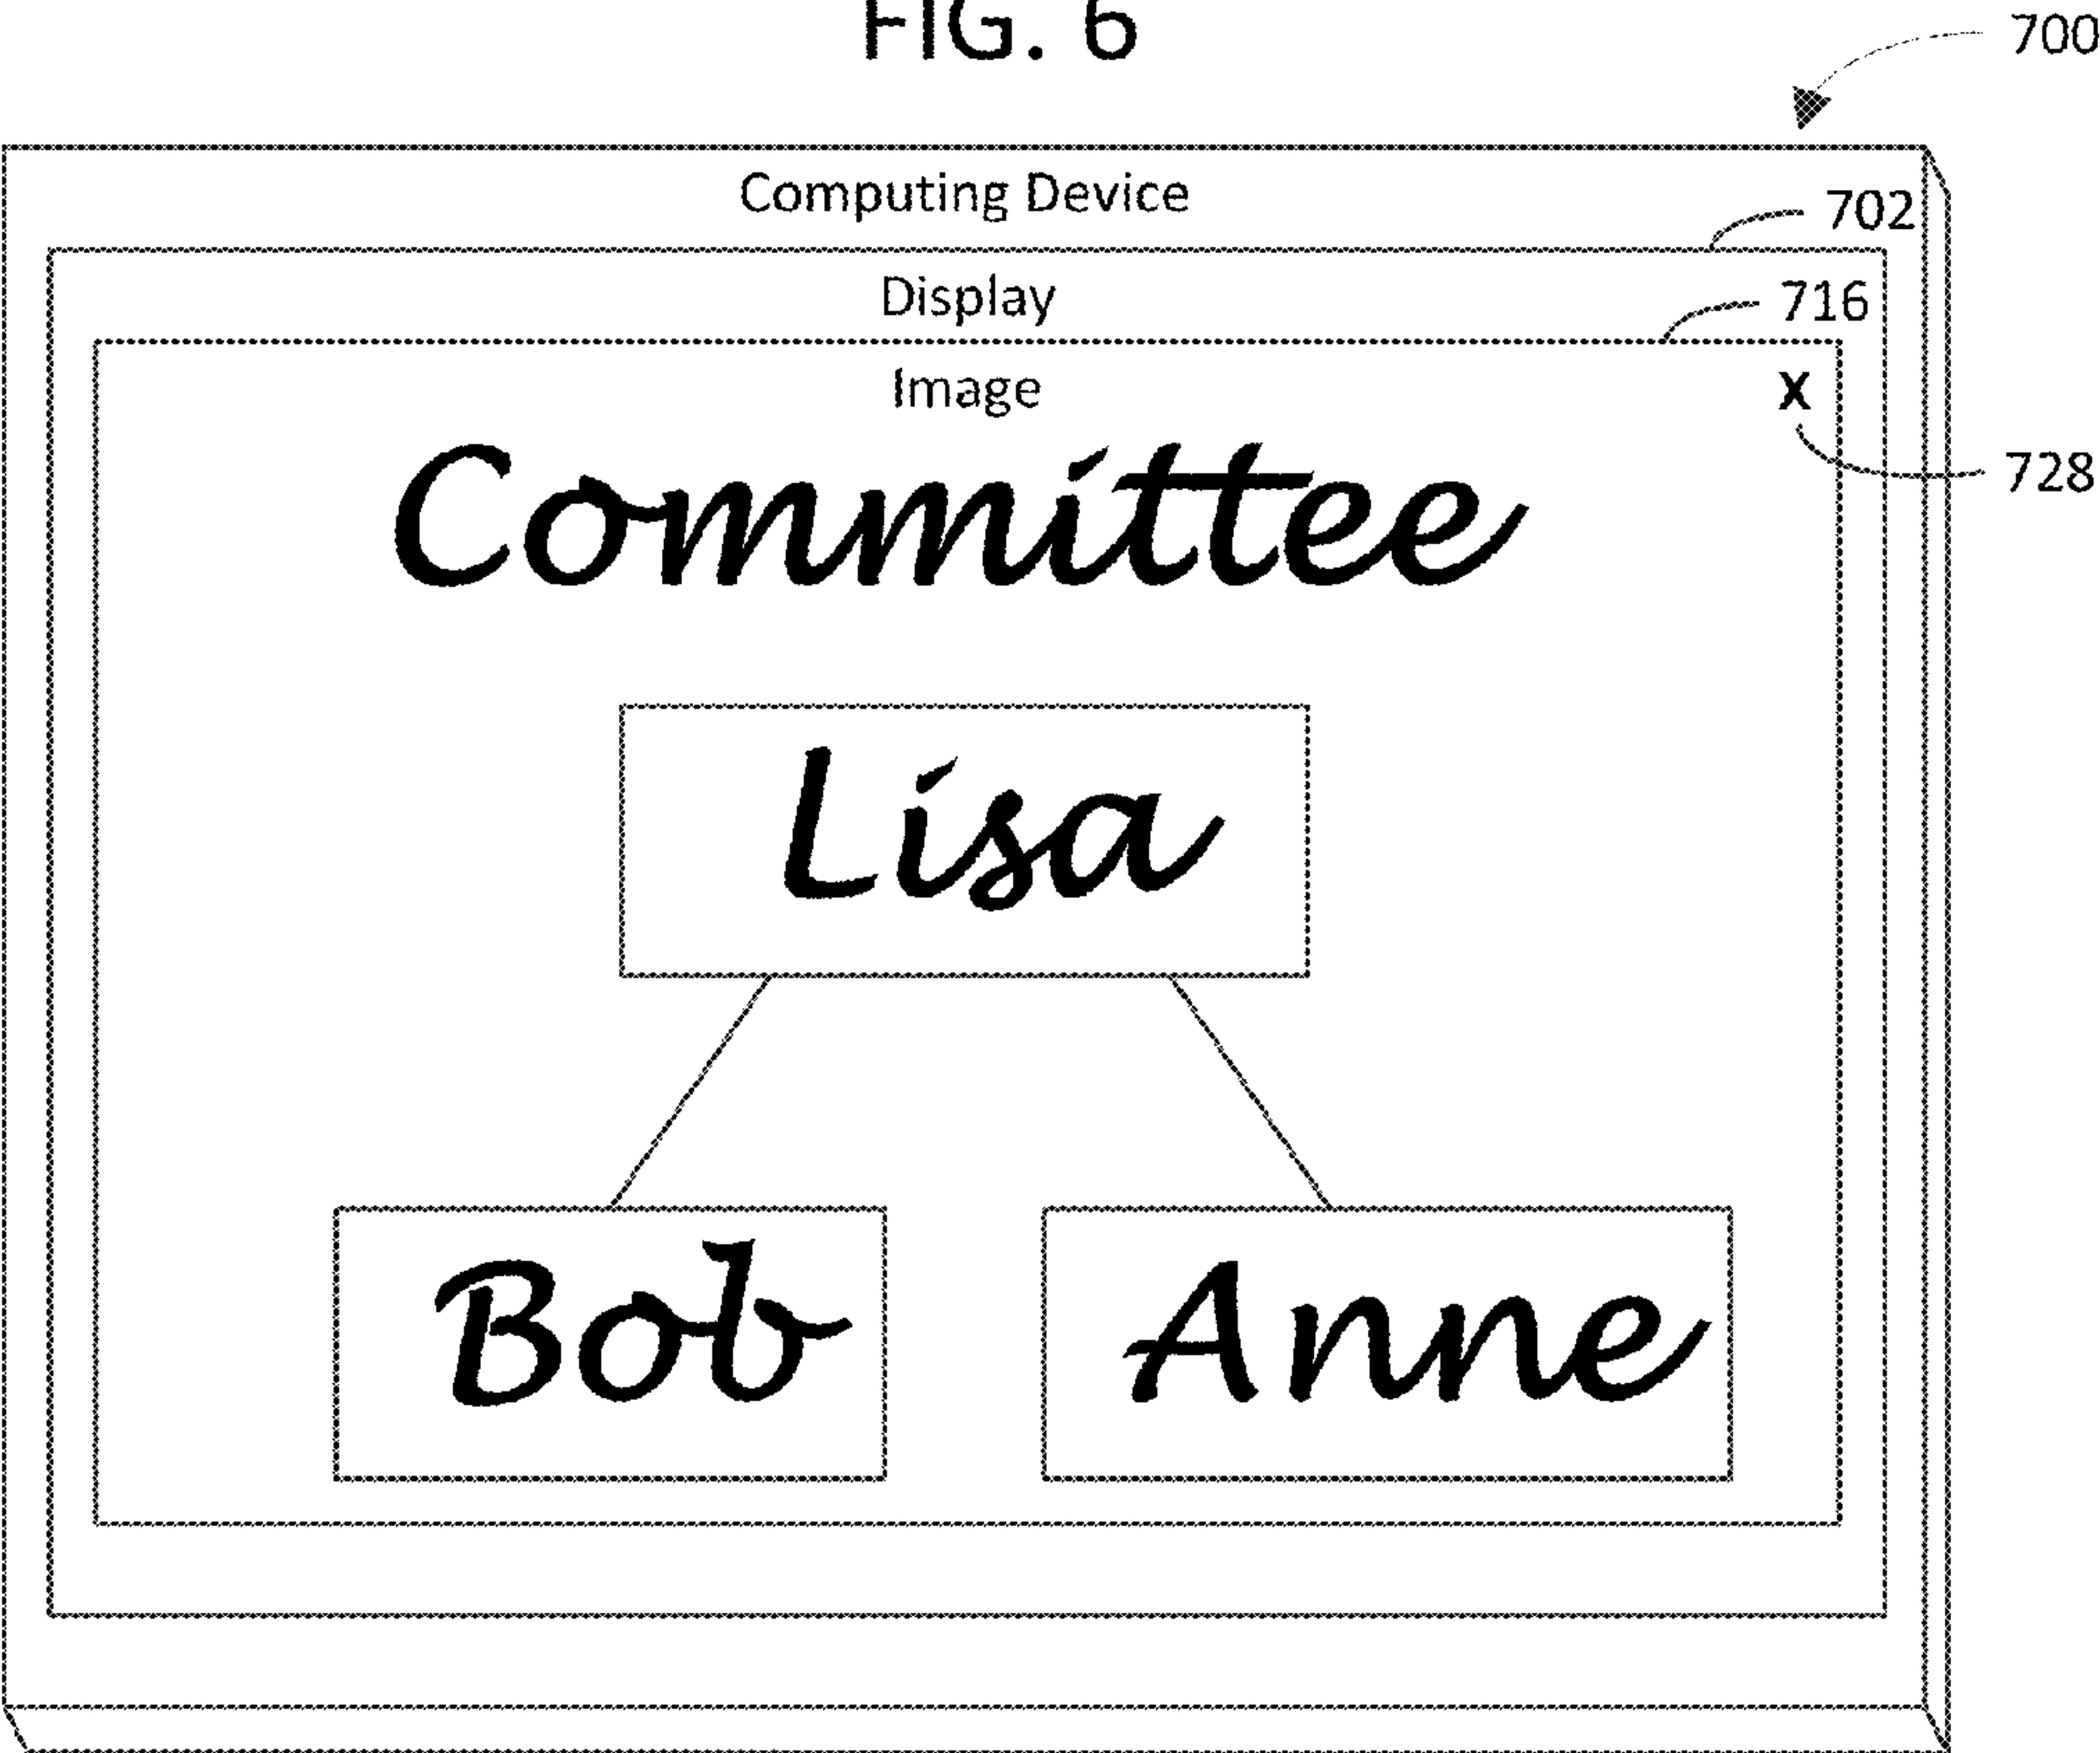 FIG. 6
700
Computing Device
702
Display
716
Image
X
728
Committee
Lisa
Bob Anne